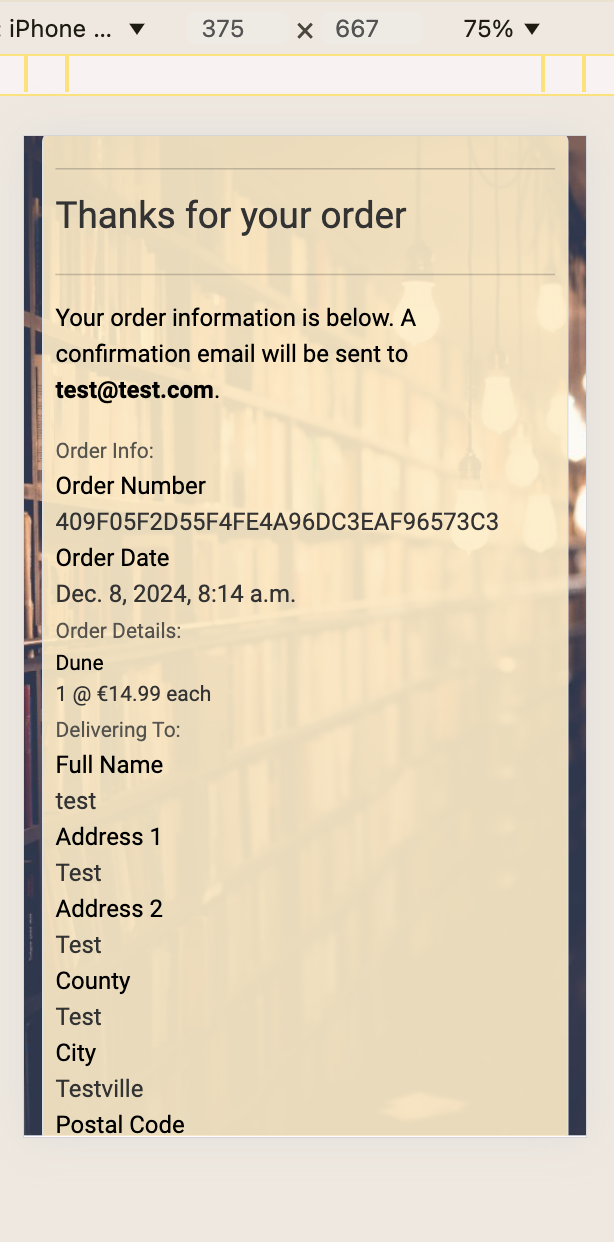 : iPhone ... ▼ 375 × 667 75% ▼
Thanks for your order
Your order information is below. A
confirmation email will be sent to
test@test.com.
Order Info:
Order Number
409F05F2D55F4FE4A96DC3EAF96573C3
Order Date
Dec. 8, 2024, 8:14 a.m.
Order Details:
Dune
1 @ €14.99 each
Delivering To:
Full Name
test
Address 1
Test
Address 2
Test
County
Test
City
Testville
Postal Code